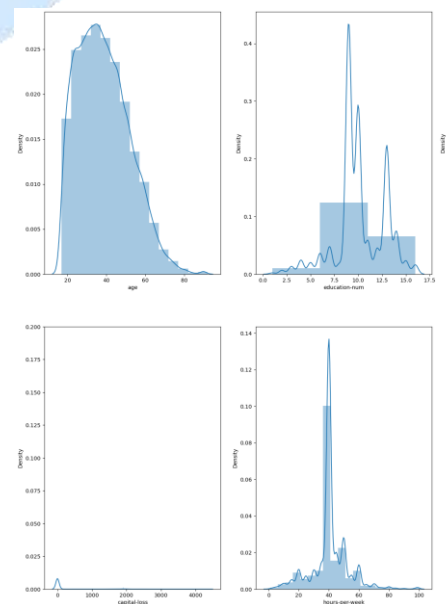 0.025
0.020
0.015
0.010
0.005
0.000
Density
20 40 60 80
age
0.4
0.3
0.2
0.1
0.0
Density
0.0 2.5 5.0 7.5 10.0 12.5 15.0 17.5
education-num
Density
0.200
0.175
0.150
0.125
0.100
0.075
0.050
0.025
0.000
Density
0 1000 2000 3000 4000
capital-loss
0.14
0.12
0.10
0.08
0.06
0.04
0.02
0.00
Density
0 20 40 60 80 100
hours-per-week